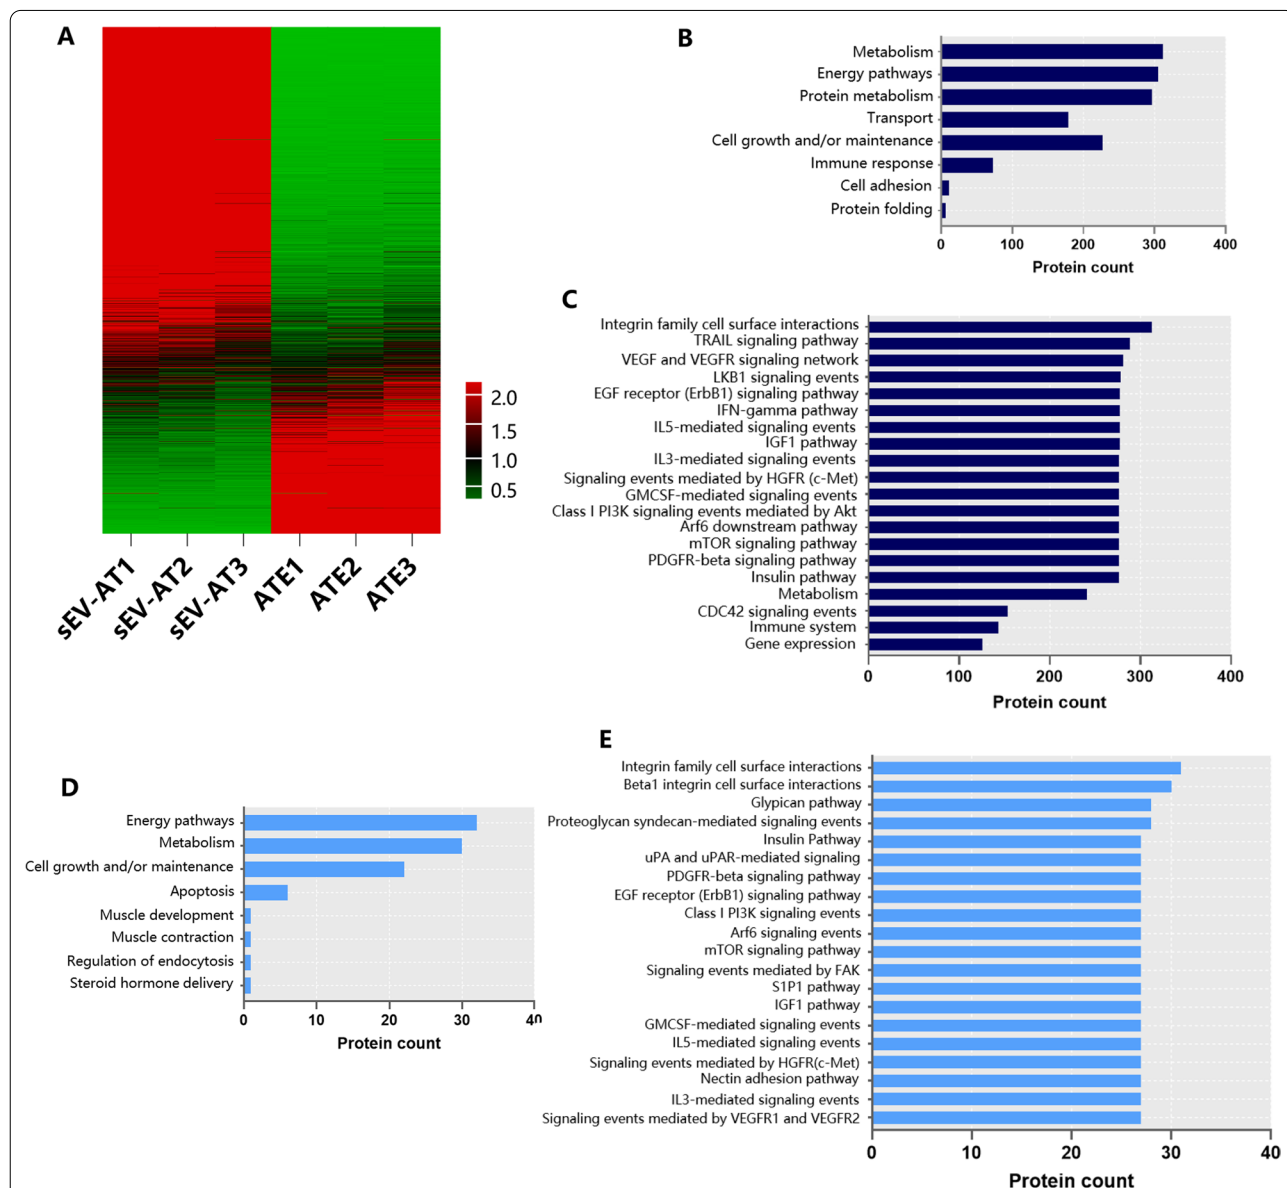 A
2.0
1.5
1.0
0.5
sEV-AT1
sEV-AT2
sEV-AT3
ATE1
ATE2
ATE3
B
Metabolism
Energy pathways
Protein metabolism
Transport
Cell growth and/or maintenance
Immune response
Cell adhesion
Protein folding
0 100 200 300 400
Protein count
C
Integrin family cell surface interactions
TRAIL signaling pathway
VEGF and VEGFR signaling network
LKB1 signaling events
EGF receptor (ErbB1) signaling pathway
IFN-gamma pathway
IL5-mediated signaling events
IGF1 pathway
IL3-mediated signaling events
Signaling events mediated by HGFR (c-Met)
GMCSF-mediated signaling events
Class I PI3K signaling events mediated by Akt
Arf6 downstream pathway
mTOR signaling pathway
PDGFR-beta signaling pathway
Insulin pathway
Metabolism
CDC42 signaling events
Immune system
Gene expression
0 100 200 300 400
Protein count
D
Energy pathways
Metabolism
Cell growth and/or maintenance
Apoptosis
Muscle development
Muscle contraction
Regulation of endocytosis
Steroid hormone delivery
0 10 20 30 40
Protein count
E
Integrin family cell surface interactions
Beta1 integrin cell surface interactions
Glypican pathway
Proteoglycan syndecan-mediated signaling events
Insulin Pathway
uPA and uPAR-mediated signaling
PDGFR-beta signaling pathway
EGF receptor (ErbB1) signaling pathway
Class I PI3K signaling events
Arf6 signaling events
mTOR signaling pathway
Signaling events mediated by FAK
S1P1 pathway
IGF1 pathway
GMCSF-mediated signaling events
IL5-mediated signaling events
Signaling events mediated by HGFR(c-Met)
Nectin adhesion pathway
IL3-mediated signaling events
Signaling events mediated by VEGFR1 and VEGFR2
0 10 20 30 40
Protein count